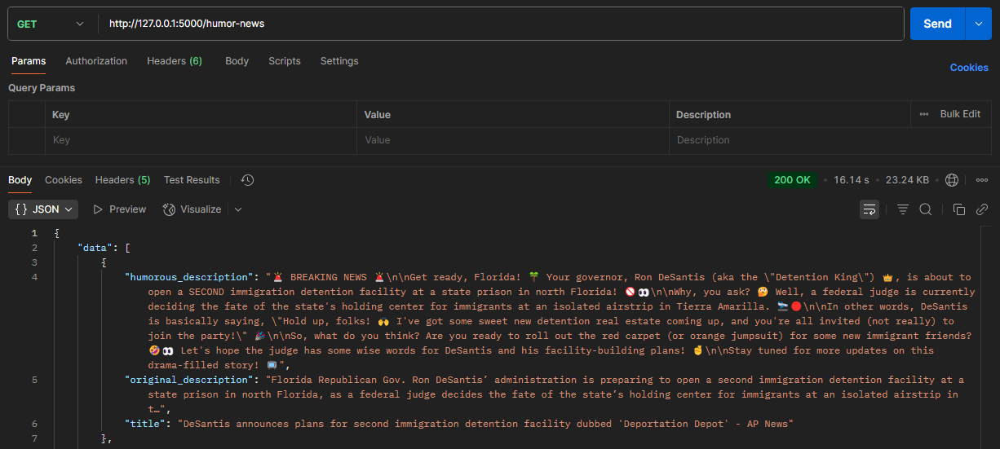 GET http://127.0.0.1:5000/humor-news Send
Params Authorization Headers (6) Body Scripts Settings Cookies
Query Params
Key Value Description Bulk Edit
Key Value Description
Body Cookies Headers (5) Test Results 200 OK 16.14 s 23.24 KB
{ } JSON Preview Visualize
1 {
2 "data": [
3 {
4 "humorous_description": "🚨 BREAKING NEWS 🚨\n\nGet ready, Florida! 🌴 Your governor, Ron DeSantis (aka the \"Detention King\") 👑, is about to
open a SECOND immigration detention facility at a state prison in north Florida! 🚫👀\n\nWhy, you ask? 🤔 Well, a federal judge is currently
deciding the fate of the state's holding center for immigrants at an isolated airstrip in Tierra Amarilla. 🛬🛑\n\nIn other words, DeSantis
is basically saying, \"Hold up, folks! 🙌 I've got some sweet new detention real estate coming up, and you're all invited (not really) to
join the party!\" 🎉\n\nSo, what do you think? Are you ready to roll out the red carpet (or orange jumpsuit) for some new immigrant friends?
🤣👀 Let's hope the judge has some wise words for DeSantis and his facility-building plans! 🤞\n\nStay tuned for more updates on this
drama-filled story! 📺",
5 "original_description": "Florida Republican Gov. Ron DeSantis’ administration is preparing to open a second immigration detention facility at a
state prison in north Florida, as a federal judge decides the fate of the state’s holding center for immigrants at an isolated airstrip in
t…",
6 "title": "DeSantis announces plans for second immigration detention facility dubbed 'Deportation Depot' - AP News"
7 },